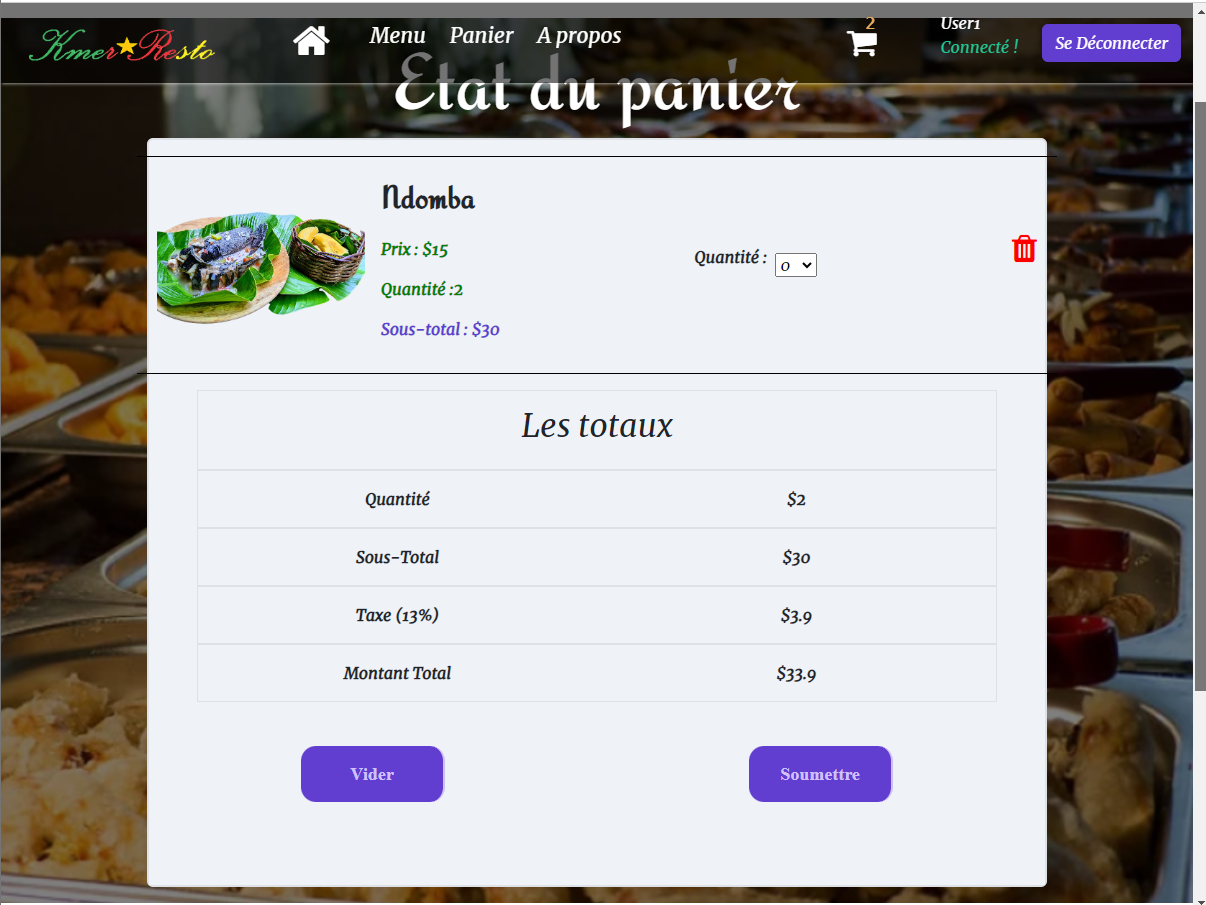 Kmer Resto
Menu Panier A propos
2
User1
Connecté !
Se Déconnecter
Etat du panier
Ndomba
Prix : $15
Quantité :2
Sous-total : $30
Quantité : 0
Les totaux
Quantité $2
Sous-Total $30
Taxe (13%) $3.9
Montant Total $33.9
Vider Soumettre